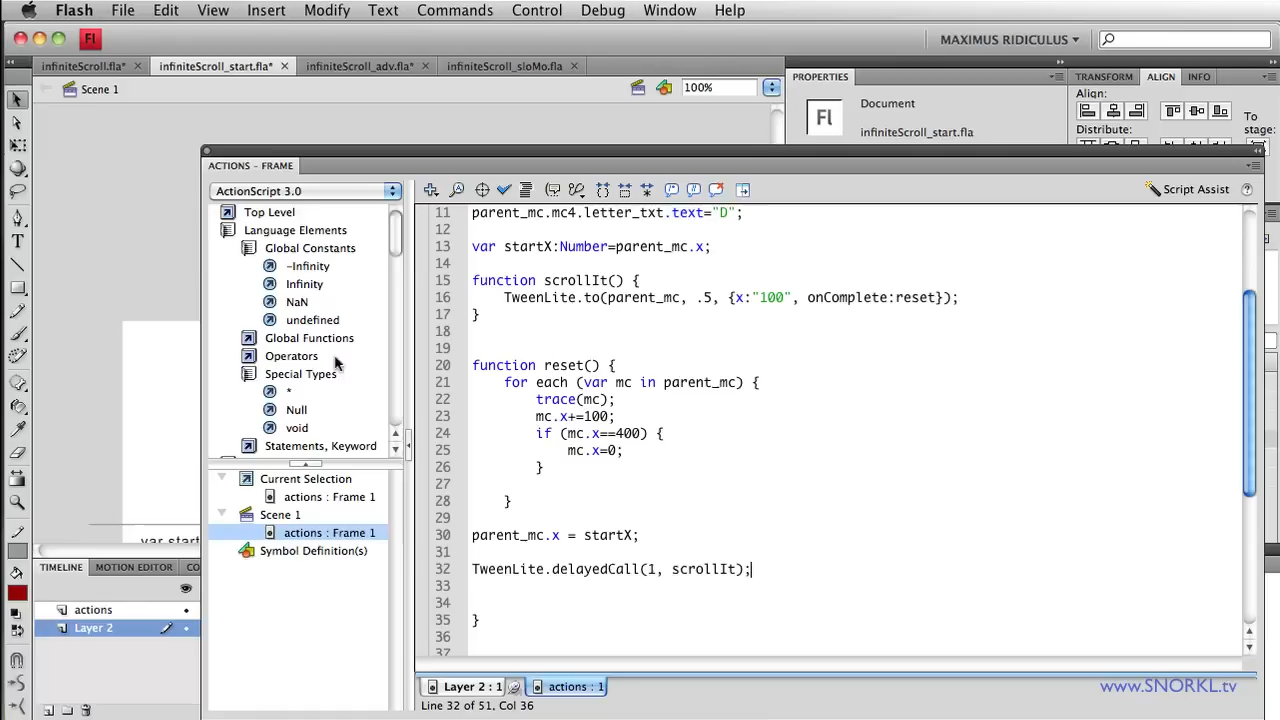 Flash File Edit View Insert Modify Text Commands Control Debug Window Help
Fl MAXIMUS RIDICULUS
infiniteScroll.fla* infiniteScroll_start.fla* infiniteScroll_adv.fla* infiniteScroll_sloMo.fla
Scene 1 100%
PROPERTIES
Fl Document
infiniteScroll_start.fla
TRANSFORM ALIGN INFO
Align:
To
Distribute:
stage:
ACTIONS - FRAME
ActionScript 3.0
Script Assist
Top Level
Language Elements
Global Constants
-Infinity
Infinity
NaN
undefined
Global Functions
Operators
Special Types
*
Null
void
Statements, Keyword
Current Selection
actions : Frame 1
Scene 1
actions : Frame 1
Symbol Definition(s)
11 parent_mc.mc4.letter_txt.text="D";
12
13 var startX:Number=parent_mc.x;
14
15 function scrollIt() {
16 TweenLite.to(parent_mc, .5, {x:"100", onComplete:reset});
17 }
18
19
20 function reset() {
21 for each (var mc in parent_mc) {
22 trace(mc);
23 mc.x+=100;
24 if (mc.x==400) {
25 mc.x=0;
26 }
27
28 }
29
30 parent_mc.x = startX;
31
32 TweenLite.delayedCall(1, scrollIt);
33
34
35 }
36
37
var start
TIMELINE MOTION EDITOR CO
actions
Layer 2
Layer 2 : 1 actions : 1
Line 32 of 51, Col 36
www.SNORKL.tv